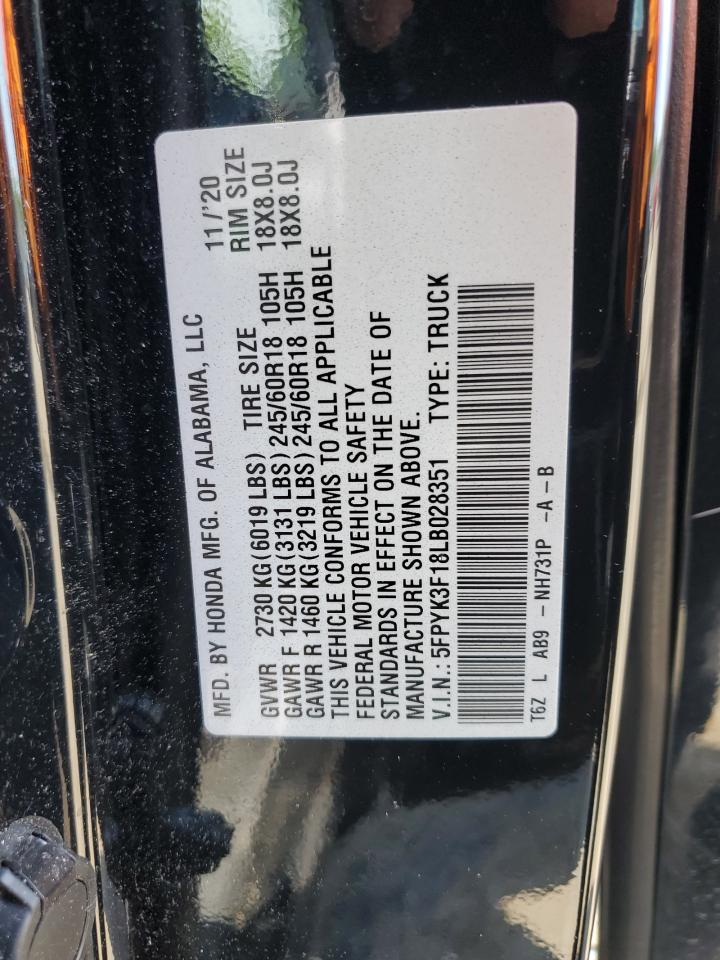 MFD. BY HONDA MFG. OF ALABAMA, LLC 11/'20
GVWR 2730 KG(6019 LBS) TIRE SIZE RIM SIZE
GAWR F 1420 KG(3131 LBS)245/60R18 105H 18X8.0J
GAWR R 1460 KG(3219 LBS)245/60R18 105H 18X8.0J
THIS VEHICLE CONFORMS TO ALL APPLICABLE
FEDERAL MOTOR VEHICLE SAFETY
STANDARDS IN EFFECT ON THE DATE OF
MANUFACTURE SHOWN ABOVE.
V.I.N.: 5FPYK3F18LB028351 TYPE: TRUCK
T6Z L AB9 - NH731P -A-B